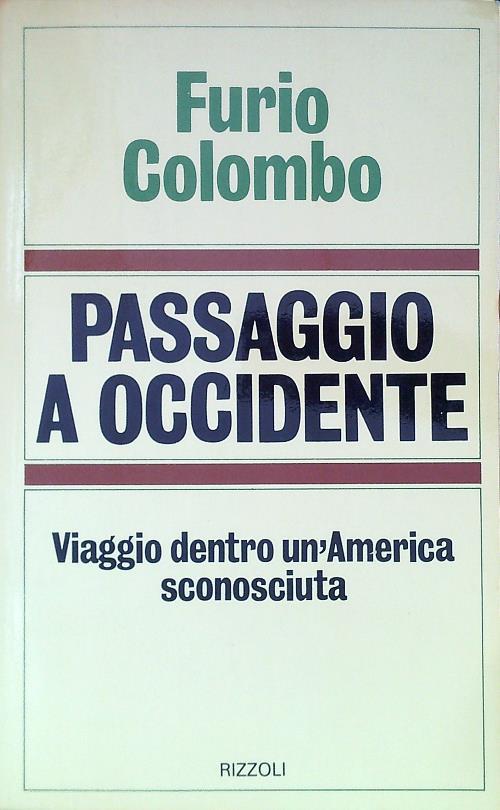 Furio
Colombo
PASSAGGIO
A OCCIDENTE
Viaggio dentro un'America
sconosciuta
RIZZOLI